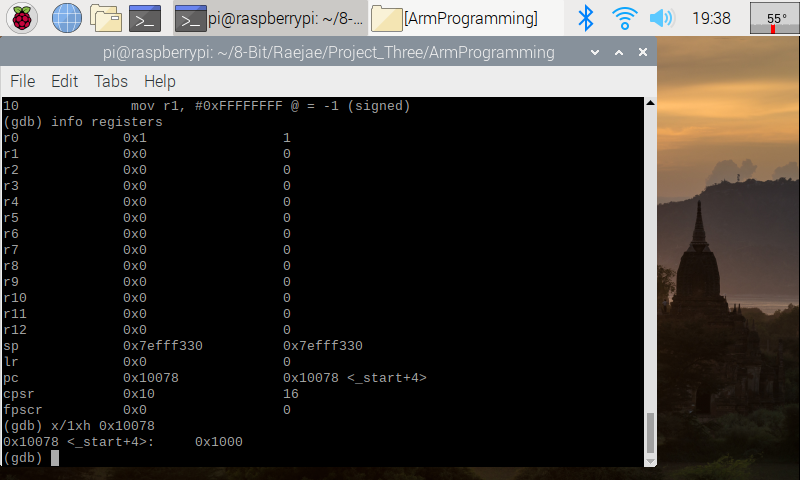 pi@raspberrypi: ~/8-... [ArmProgramming] 19:38 55°
pi@raspberrypi: ~/8-Bit/Raejae/Project_Three/ArmProgramming
File Edit Tabs Help
10 mov r1, #0xFFFFFFFF @ = -1 (signed)
(gdb) info registers
r0 0x1 1
r1 0x0 0
r2 0x0 0
r3 0x0 0
r4 0x0 0
r5 0x0 0
r6 0x0 0
r7 0x0 0
r8 0x0 0
r9 0x0 0
r10 0x0 0
r11 0x0 0
r12 0x0 0
sp 0x7efff330 0x7efff330
lr 0x0 0
pc 0x10078 0x10078 <_start+4>
cpsr 0x10 16
fpscr 0x0 0
(gdb) x/1xh 0x10078
0x10078 <_start+4>: 0x1000
(gdb)